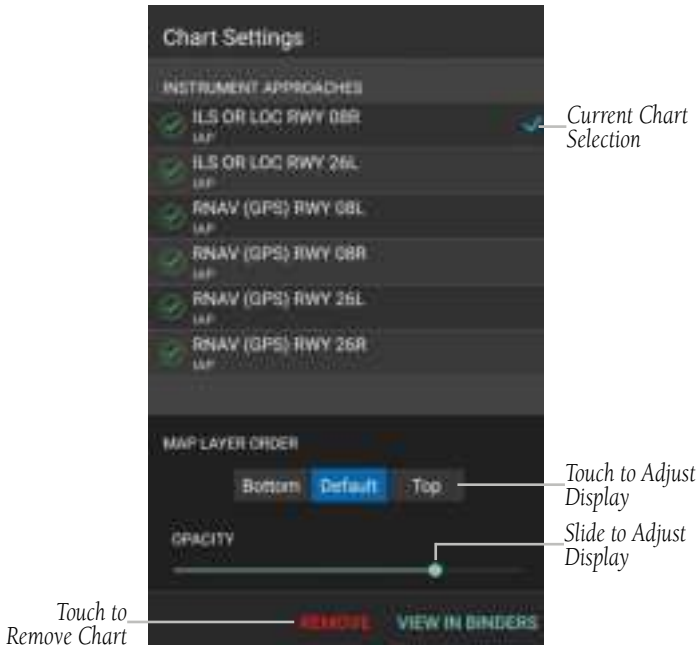 Chart Settings
INSTRUMENT APPROACHES
ILS OR LOC RWY 08R
IAP
Current Chart
Selection
ILS OR LOC RWY 26L
IAP
RNAV (GPS) RWY 08L
IAP
RNAV (GPS) RWY 08R
IAP
RNAV (GPS) RWY 26L
IAP
RNAV (GPS) RWY 26R
IAP
MAP LAYER ORDER
Bottom Default Top
Touch to Adjust
Display
OPACITY
Slide to Adjust
Display
Touch to
Remove Chart
REMOVE VIEW IN BINDERS